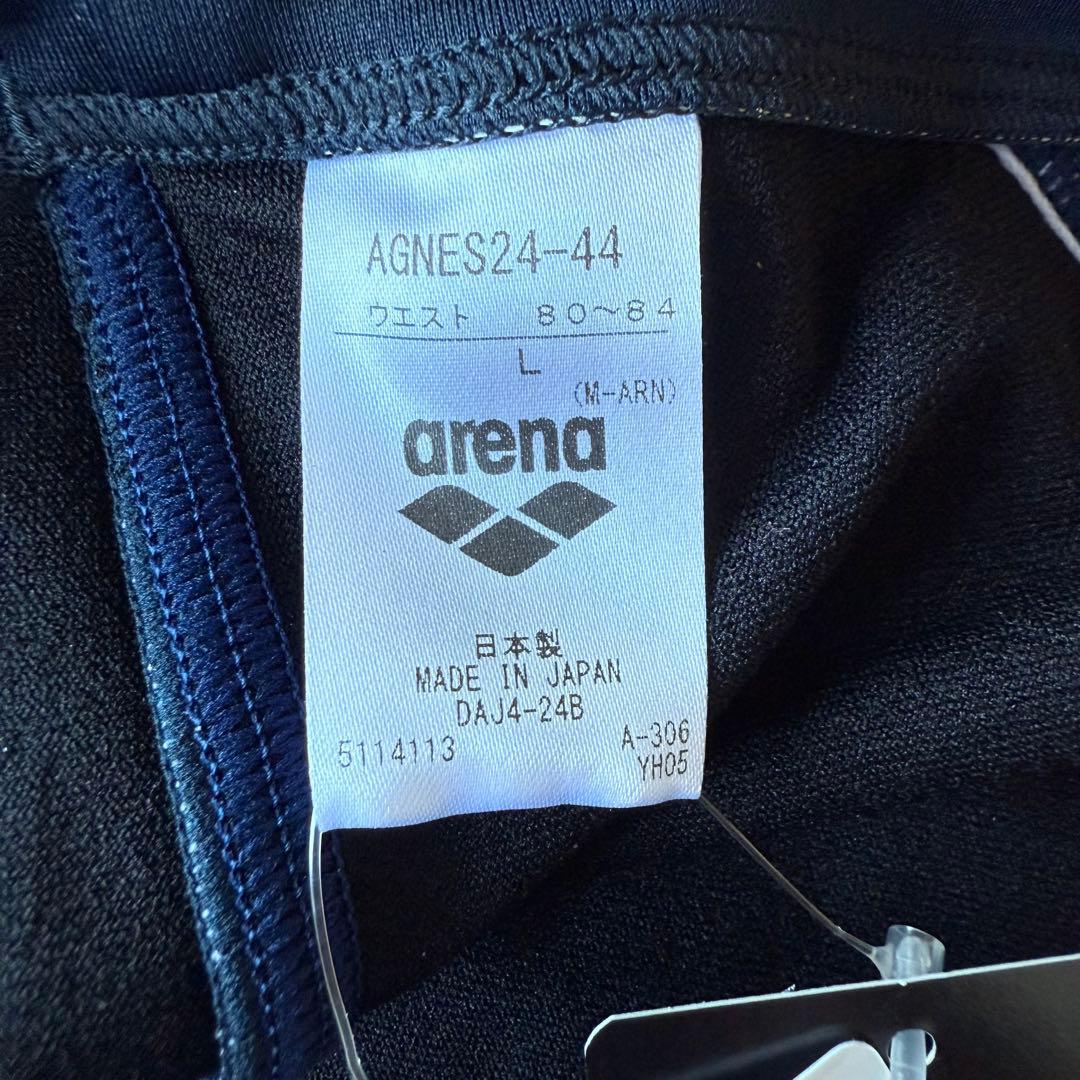 AGNES24-44
ウエスト 80~84
L
(M-ARN)
arena
日本製
MADE IN JAPAN
DAJ4-24B
5114113 A-306
YH05